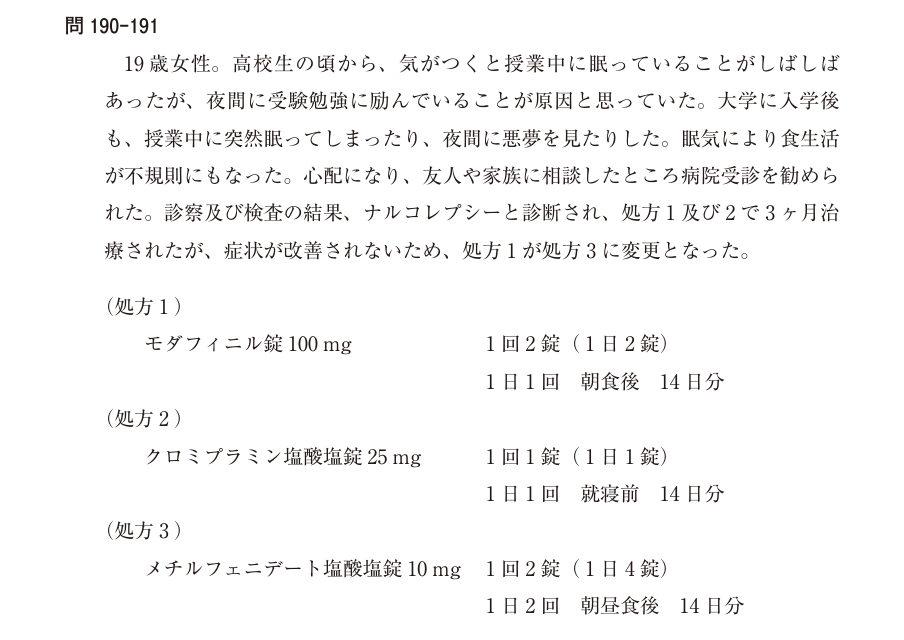 問 190-191
19 歳女性。高校生の頃から、気がつくと授業中に眠っていることがしばしば
あったが、夜間に受験勉強に励んでいることが原因と思っていた。大学に入学後
も、授業中に突然眠ってしまったり、夜間に悪夢を見たりした。眠気により食生活
が不規則にもなった。心配になり、友人や家族に相談したところ病院受診を勧めら
れた。診察及び検査の結果、ナルコレプシーと診断され、処方1及び2で3ヶ月治
療されたが、症状が改善されないため、処方1が処方3に変更となった。
（処方1）
モダフィニル錠 100 mg 1回2錠（1日2錠）
1日1回 朝食後 14日分
（処方2）
クロミプラミン塩酸塩錠 25 mg 1回1錠（1日1錠）
1日1回 就寝前 14日分
（処方3）
メチルフェニデート塩酸塩錠 10 mg 1回2錠（1日4錠）
1日2回 朝昼食後 14日分